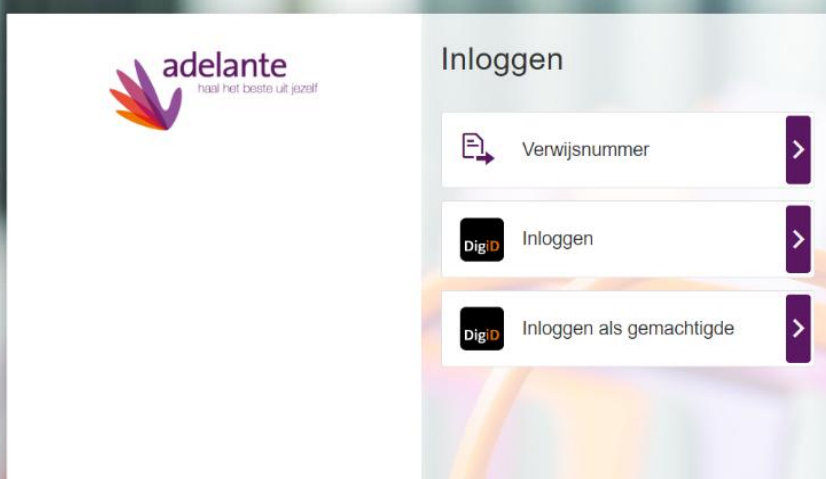 adelante
haal het beste uit jezelf
Inloggen
Verwijsnummer
DigiD
Inloggen
DigiD
Inloggen als gemachtigde